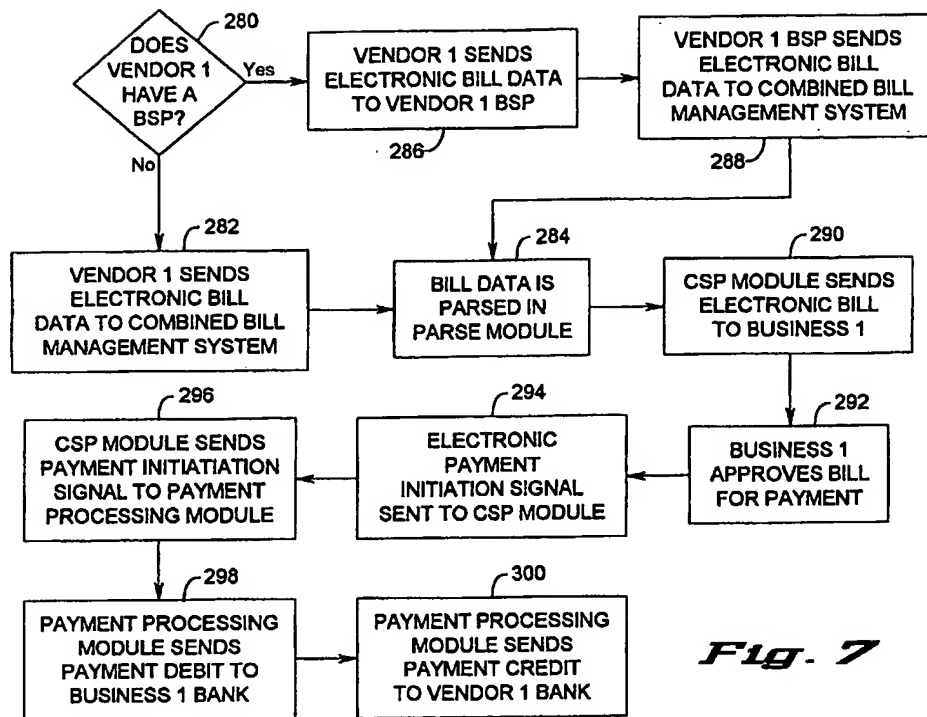 280
DOES
VENDOR 1
HAVE A
BSP?
Yes
No
VENDOR 1 SENDS
ELECTRONIC BILL DATA
TO VENDOR 1 BSP
286
VENDOR 1 BSP SENDS
ELECTRONIC BILL
DATA TO COMBINED BILL
MANAGEMENT SYSTEM
288
282
VENDOR 1 SENDS
ELECTRONIC BILL
DATA TO COMBINED BILL
MANAGEMENT SYSTEM
284
BILL DATA IS
PARSED IN
PARSE MODULE
290
CSP MODULE SENDS
ELECTRONIC BILL
TO BUSINESS 1
292
BUSINESS 1
APPROVES BILL
FOR PAYMENT
294
ELECTRONIC
PAYMENT
INITIATION SIGNAL
SENT TO CSP MODULE
296
CSP MODULE SENDS
PAYMENT INITIATIATION
SIGNAL TO PAYMENT
PROCESSING MODULE
298
PAYMENT PROCESSING
MODULE SENDS
PAYMENT DEBIT TO
BUSINESS 1 BANK
300
PAYMENT PROCESSING
MODULE SENDS
PAYMENT CREDIT
TO VENDOR 1 BANK
Fig. 7